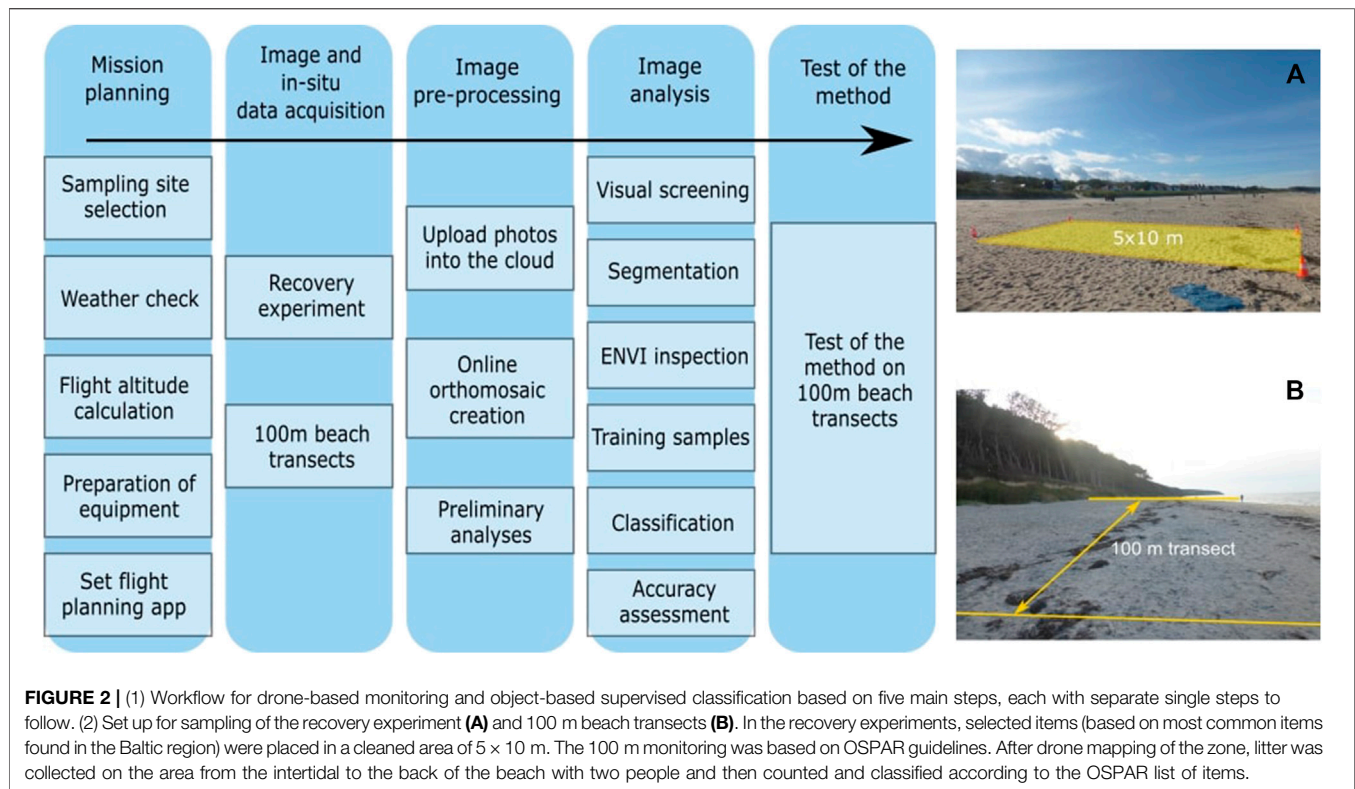 Mission
planning
Image and
in-situ
data acquisition
Image
pre-processing
Image
analysis
Test of the
method
Sampling site
selection
Weather check
Flight altitude
calculation
Preparation of
equipment
Set flight
planning app
Recovery
experiment
100m beach
transects
Upload photos
into the cloud
Online
orthomosaic
creation
Preliminary
analyses
Visual screening
Segmentation
ENVI inspection
Training samples
Classification
Accuracy
assessment
Test of the
method on
100m beach
transects
A
5x10 m
B
100 m transect
FIGURE 2 | (1) Workflow for drone-based monitoring and object-based supervised classification based on five main steps, each with separate single steps to
follow. (2) Set up for sampling of the recovery experiment (A) and 100 m beach transects (B). In the recovery experiments, selected items (based on most common items
found in the Baltic region) were placed in a cleaned area of 5 × 10 m. The 100 m monitoring was based on OSPAR guidelines. After drone mapping of the zone, litter was
collected on the area from the intertidal to the back of the beach with two people and then counted and classified according to the OSPAR list of items.